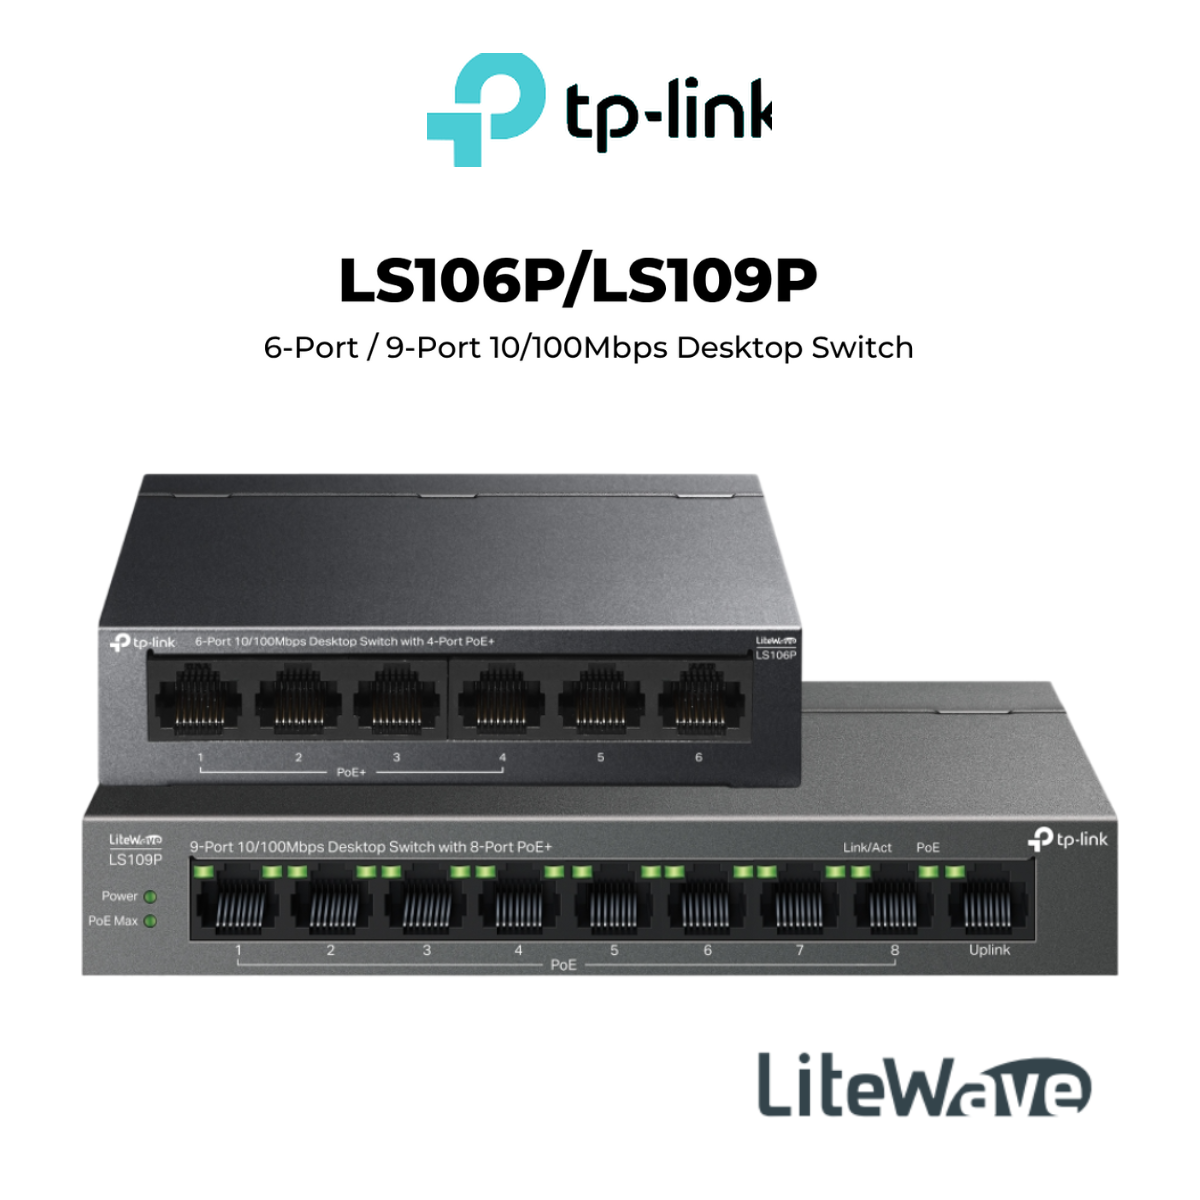 tp-link
LS106P/LS109P
6-Port / 9-Port 10/100Mbps Desktop Switch
tp-link 6-Port 10/100Mbps Desktop Switch with 4-Port PoE+ LiteWave
LS106P
1 2 3 4 5 6
PoE+
LiteWave
LS109P
9-Port 10/100Mbps Desktop Switch with 8-Port PoE+ Link/Act PoE tp-link
Power
PoE Max
1 2 3 4 5 6 7 8 Uplink
PoE
LiteWave